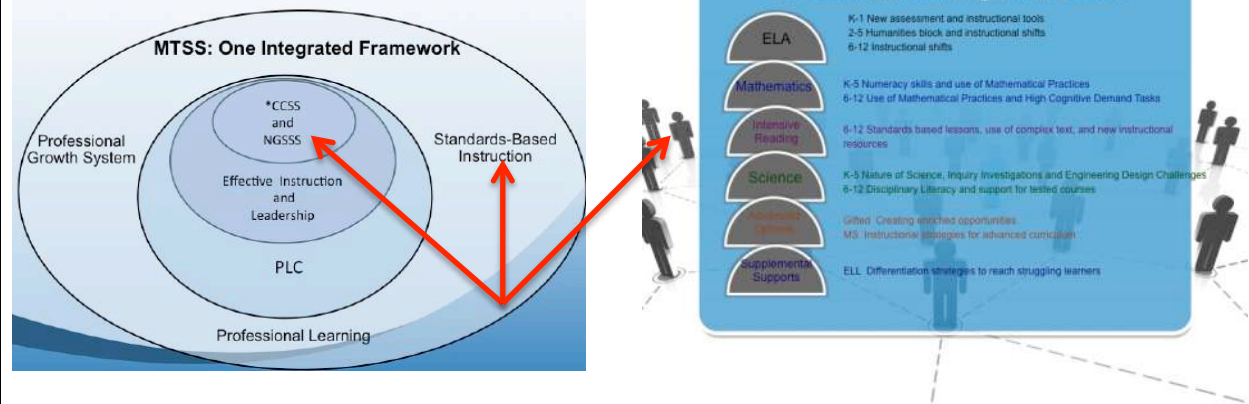 MTSS: One Integrated Framework
*CCSS
and
NGSSS
Professional
Growth System
Standards-Based
Instruction
Effective Instruction
and
Leadership
PLC
Professional Learning
ELA
K-1 New assessment and instructional tools
2-5 Humanities block and instructional shifts
6-12 Instructional shifts
Mathematics
K-5 Numeracy skills and use of Mathematical Practices
6-12 Use of Mathematical Practices and High Cognitive Demand Tasks
Intensive
Reading
6-12 Standards based lessons, use of complex text, and new instructional
resources
Science
K-5 Nature of Science, Inquiry Investigations and Engineering Design Challenges
6-12 Disciplinary Literacy and support for tested courses
Advanced
Options
Gifted Creating enriched opportunities
MS Instructional strategies for advanced curriculum
Supplemental
Supports
ELL Differentiation strategies to reach struggling learners